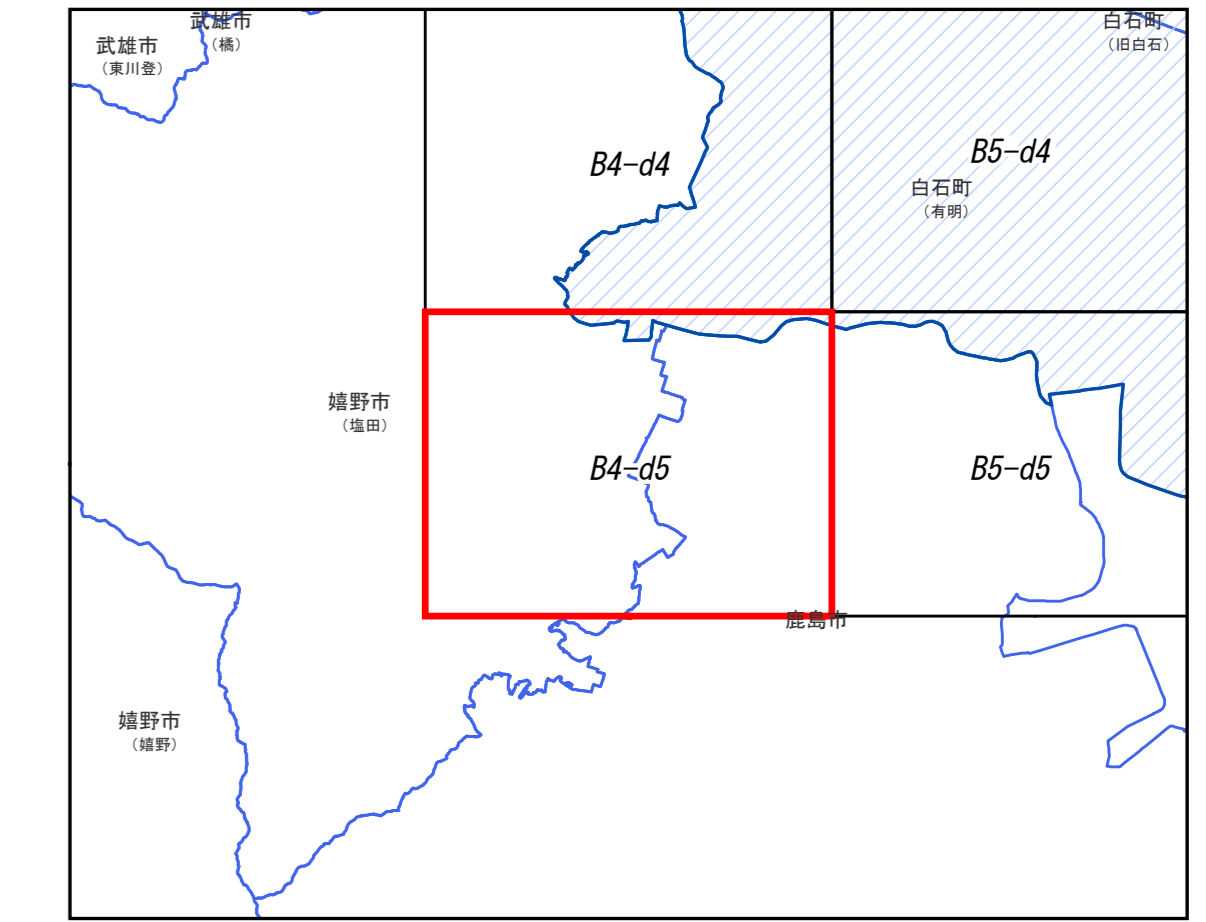 武雄市
（橘）
武雄市
（東川登）
白石町
（旧白石）
B4-d4
B5-d4
白石町
（有明）
嬉野市
（塩田）
B4-d5
B5-d5
鹿島市
嬉野市
（嬉野）